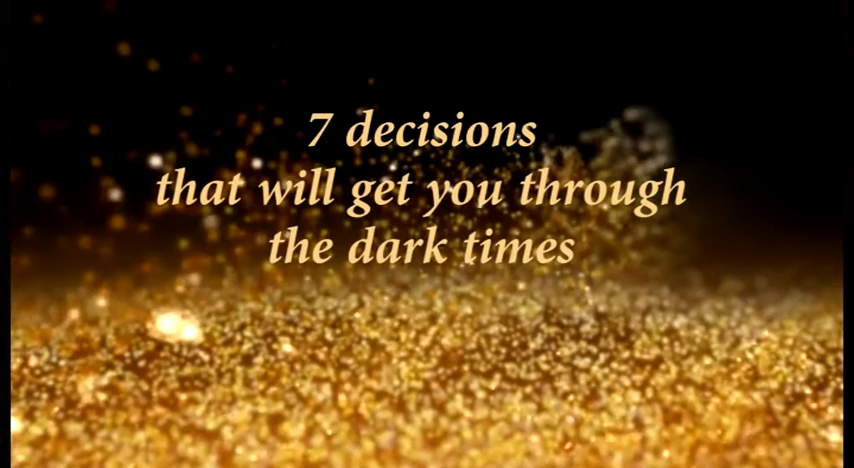 7 decisions
that will get you through
the dark times